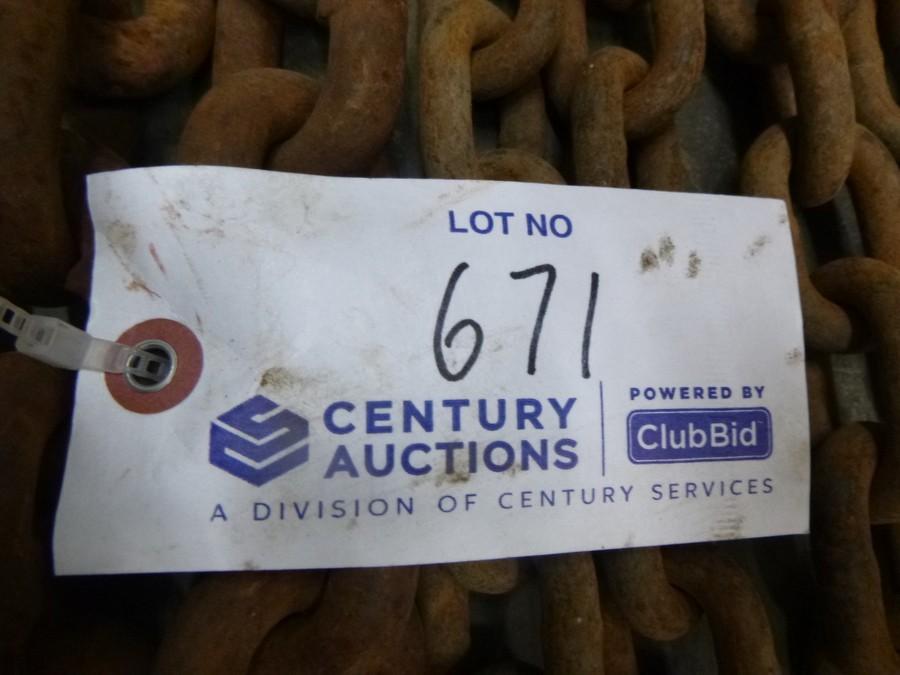 LOT NO
671
CENTURY
AUCTIONS
POWERED BY
ClubBid
A DIVISION OF CENTURY SERVICES